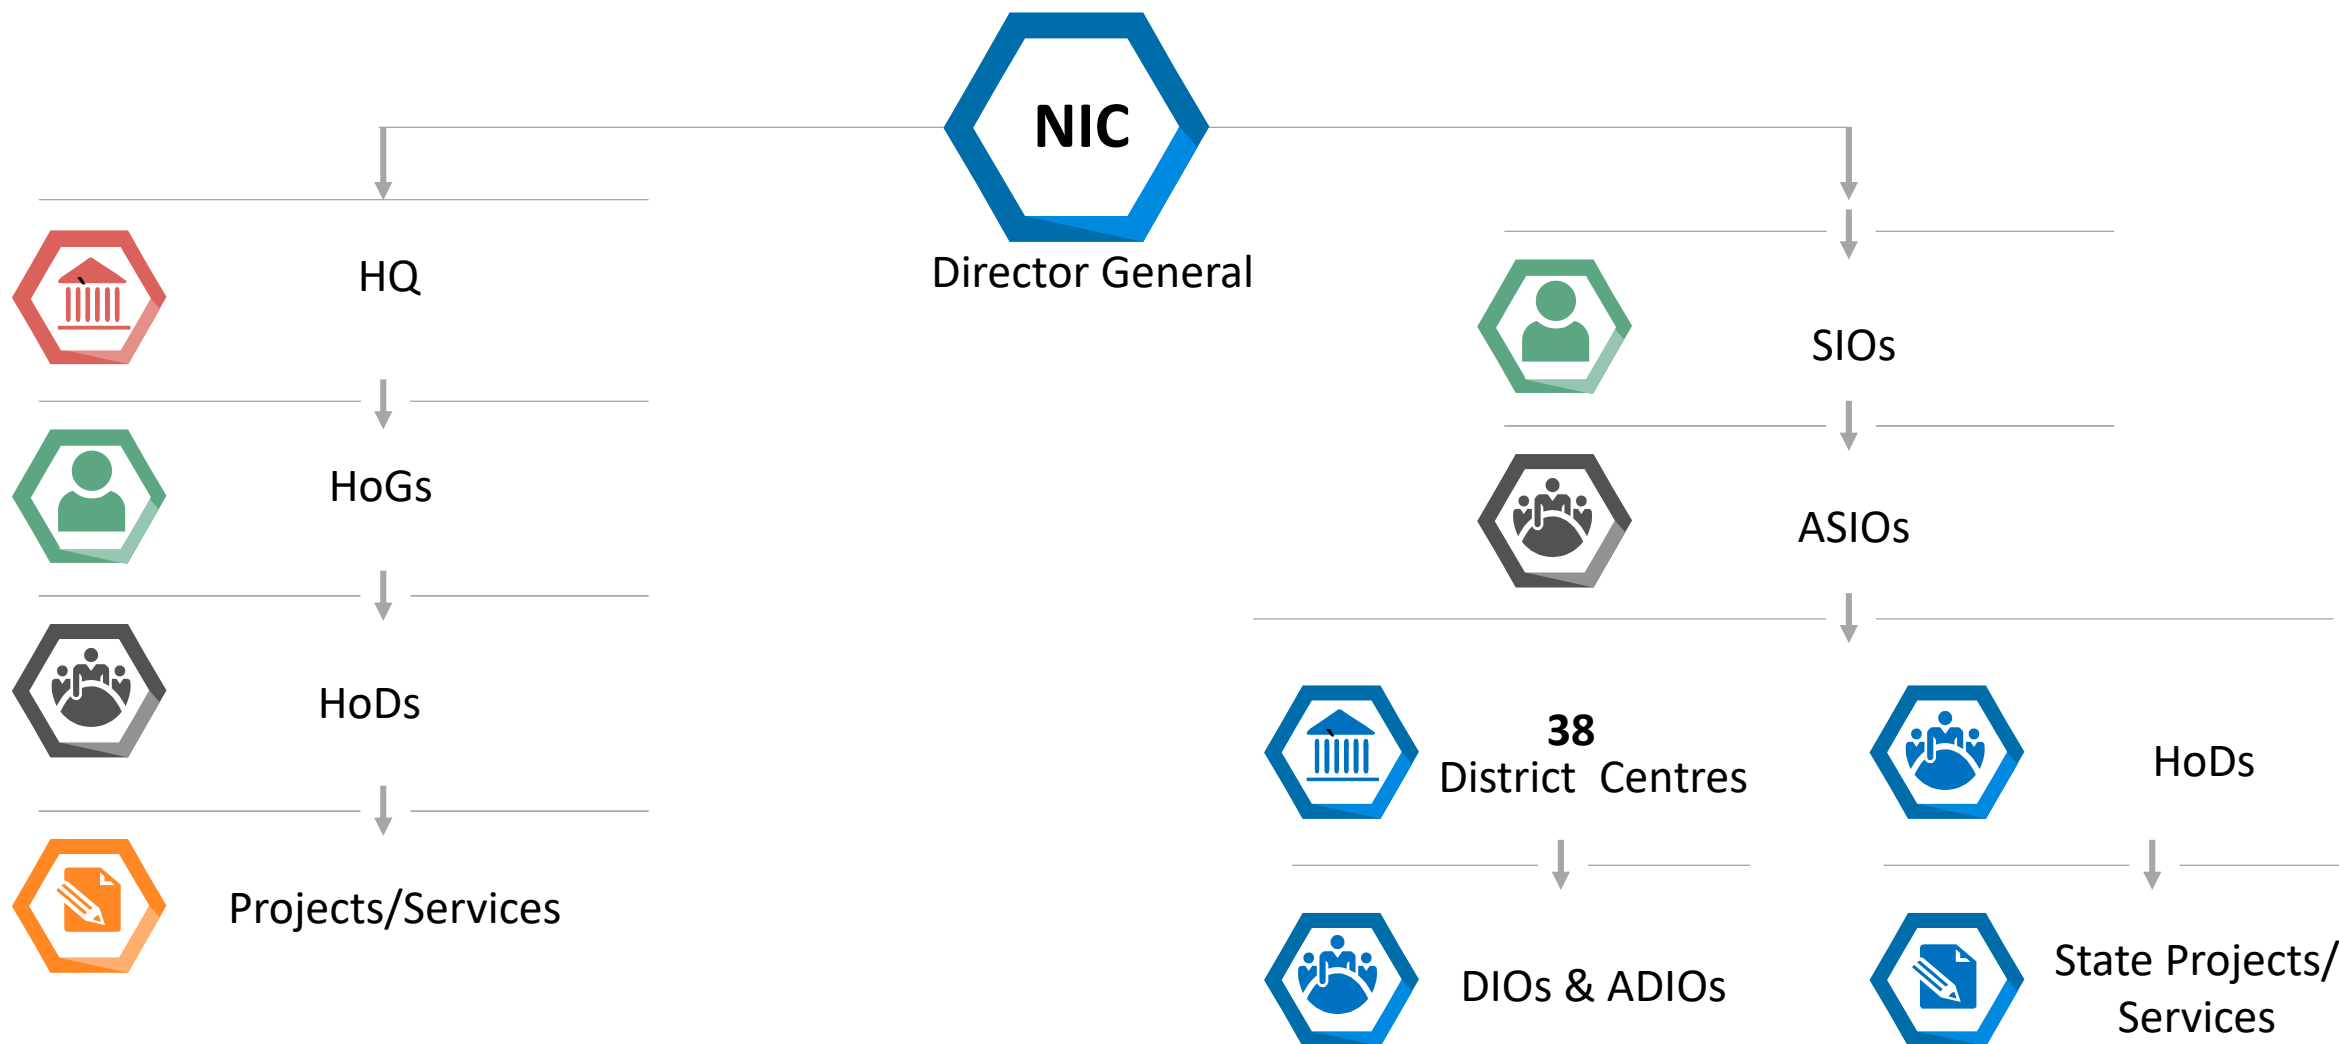 NIC
Director General
HQ
HoGs
HoDs
Projects/Services
SIOs
ASIOs
38
District Centres
DIOs & ADIOs
HoDs
State Projects/
Services